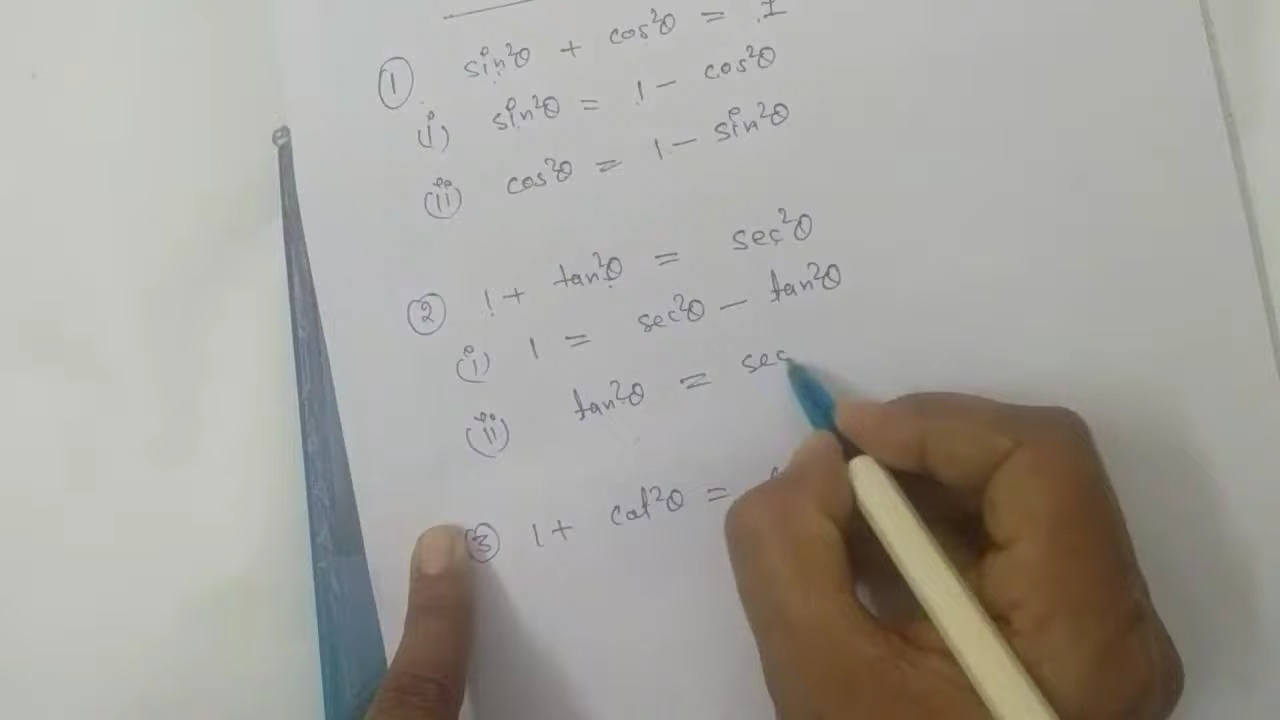 ① sin²θ + cos²θ = 1
(i) sin²θ = 1 - cos²θ
(ii) cos²θ = 1 - sin²θ
② 1 + tan²θ = sec²θ
(i) 1 = sec²θ - tan²θ
(ii) tan²θ = sec
③ 1 + cat²θ =